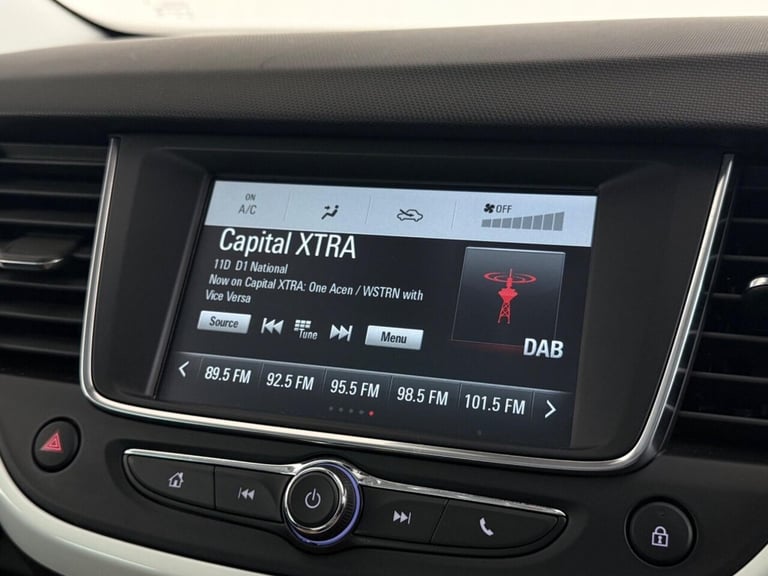 ON
A/C
OFF
Capital XTRA
11D D1 National
Now on Capital XTRA: One Acen / WSTRN with
Vice Versa
Source
Tune
Menu
DAB
89.5 FM 92.5 FM 95.5 FM 98.5 FM 101.5 FM